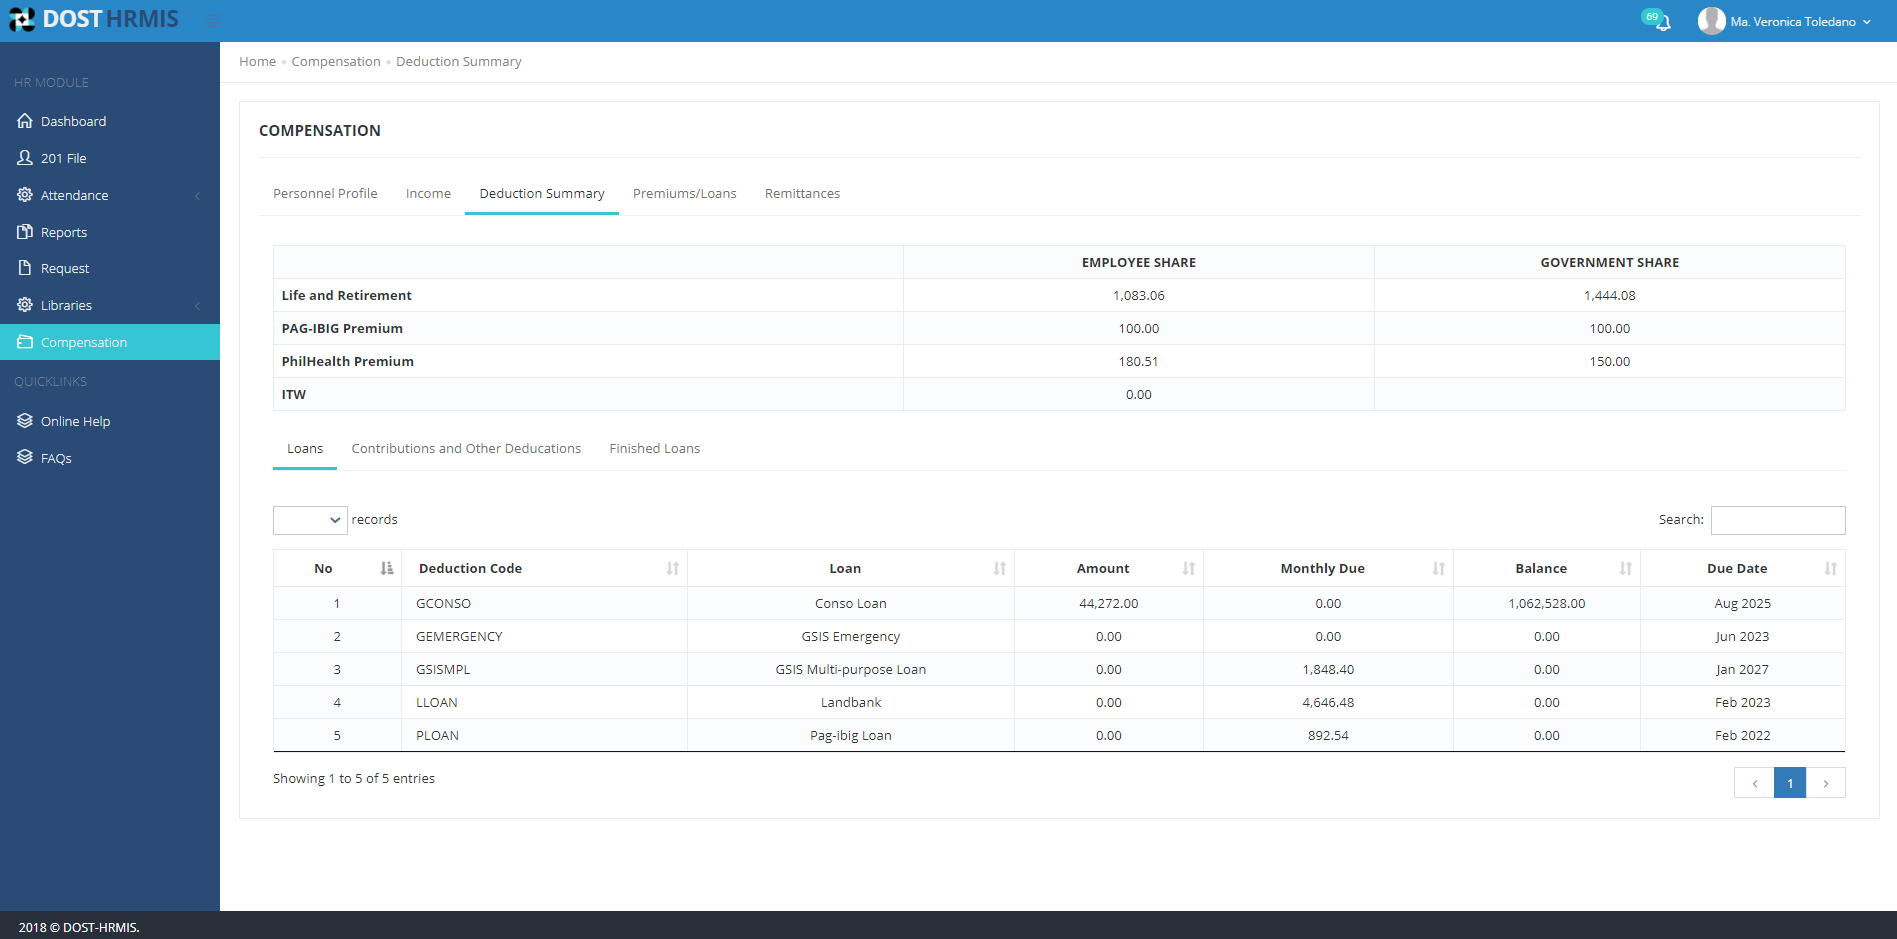 DOST HRMIS
69
Ma. Veronica Toledano
HR MODULE
Dashboard
201 File
Attendance
Reports
Request
Libraries
Compensation
QUICKLINKS
Online Help
FAQs
Home Compensation Deduction Summary
COMPENSATION
Personnel Profile Income Deduction Summary Premiums/Loans Remittances
EMPLOYEE SHARE GOVERNMENT SHARE
Life and Retirement 1,083.06 1,444.08
PAG-IBIG Premium 100.00 100.00
PhilHealth Premium 180.51 150.00
ITW 0.00
Loans Contributions and Other Deducations Finished Loans
records Search:
No Deduction Code Loan Amount Monthly Due Balance Due Date
1 GCONSO Conso Loan 44,272.00 0.00 1,062,528.00 Aug 2025
2 GEMERGENCY GSIS Emergency 0.00 0.00 0.00 Jun 2023
3 GSISMPL GSIS Multi-purpose Loan 0.00 1,848.40 0.00 Jan 2027
4 LLOAN Landbank 0.00 4,646.48 0.00 Feb 2023
5 PLOAN Pag-ibig Loan 0.00 892.54 0.00 Feb 2022
Showing 1 to 5 of 5 entries
1
2018 © DOST-HRMIS.